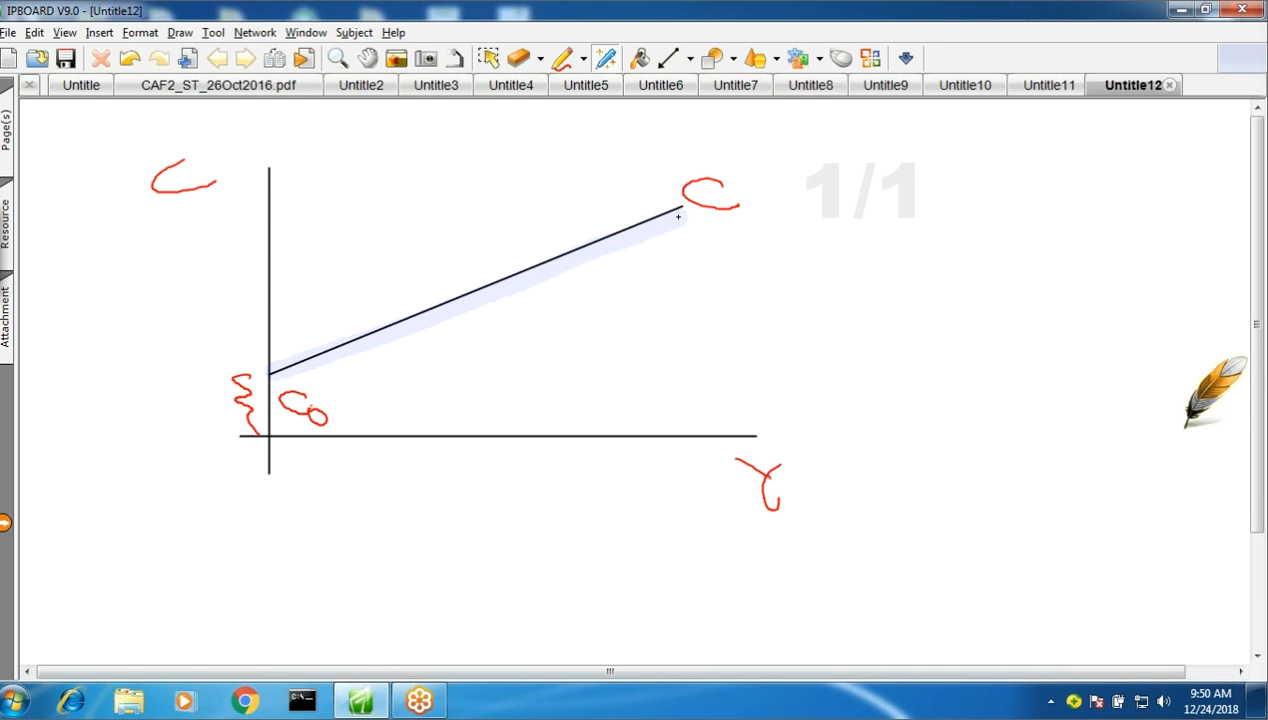 IPBOARD V9.0 - [Untitle12]
File Edit View Insert Format Draw Tool Network Window Subject Help
Untitle CAF2_ST_26Oct2016.pdf Untitle2 Untitle3 Untitle4 Untitle5 Untitle6 Untitle7 Untitle8 Untitle9 Untitle10 Untitle11 Untitle12
Page(s)
Resource
Attachment
C
C
1/1
C0
Y
9:50 AM
12/24/2018